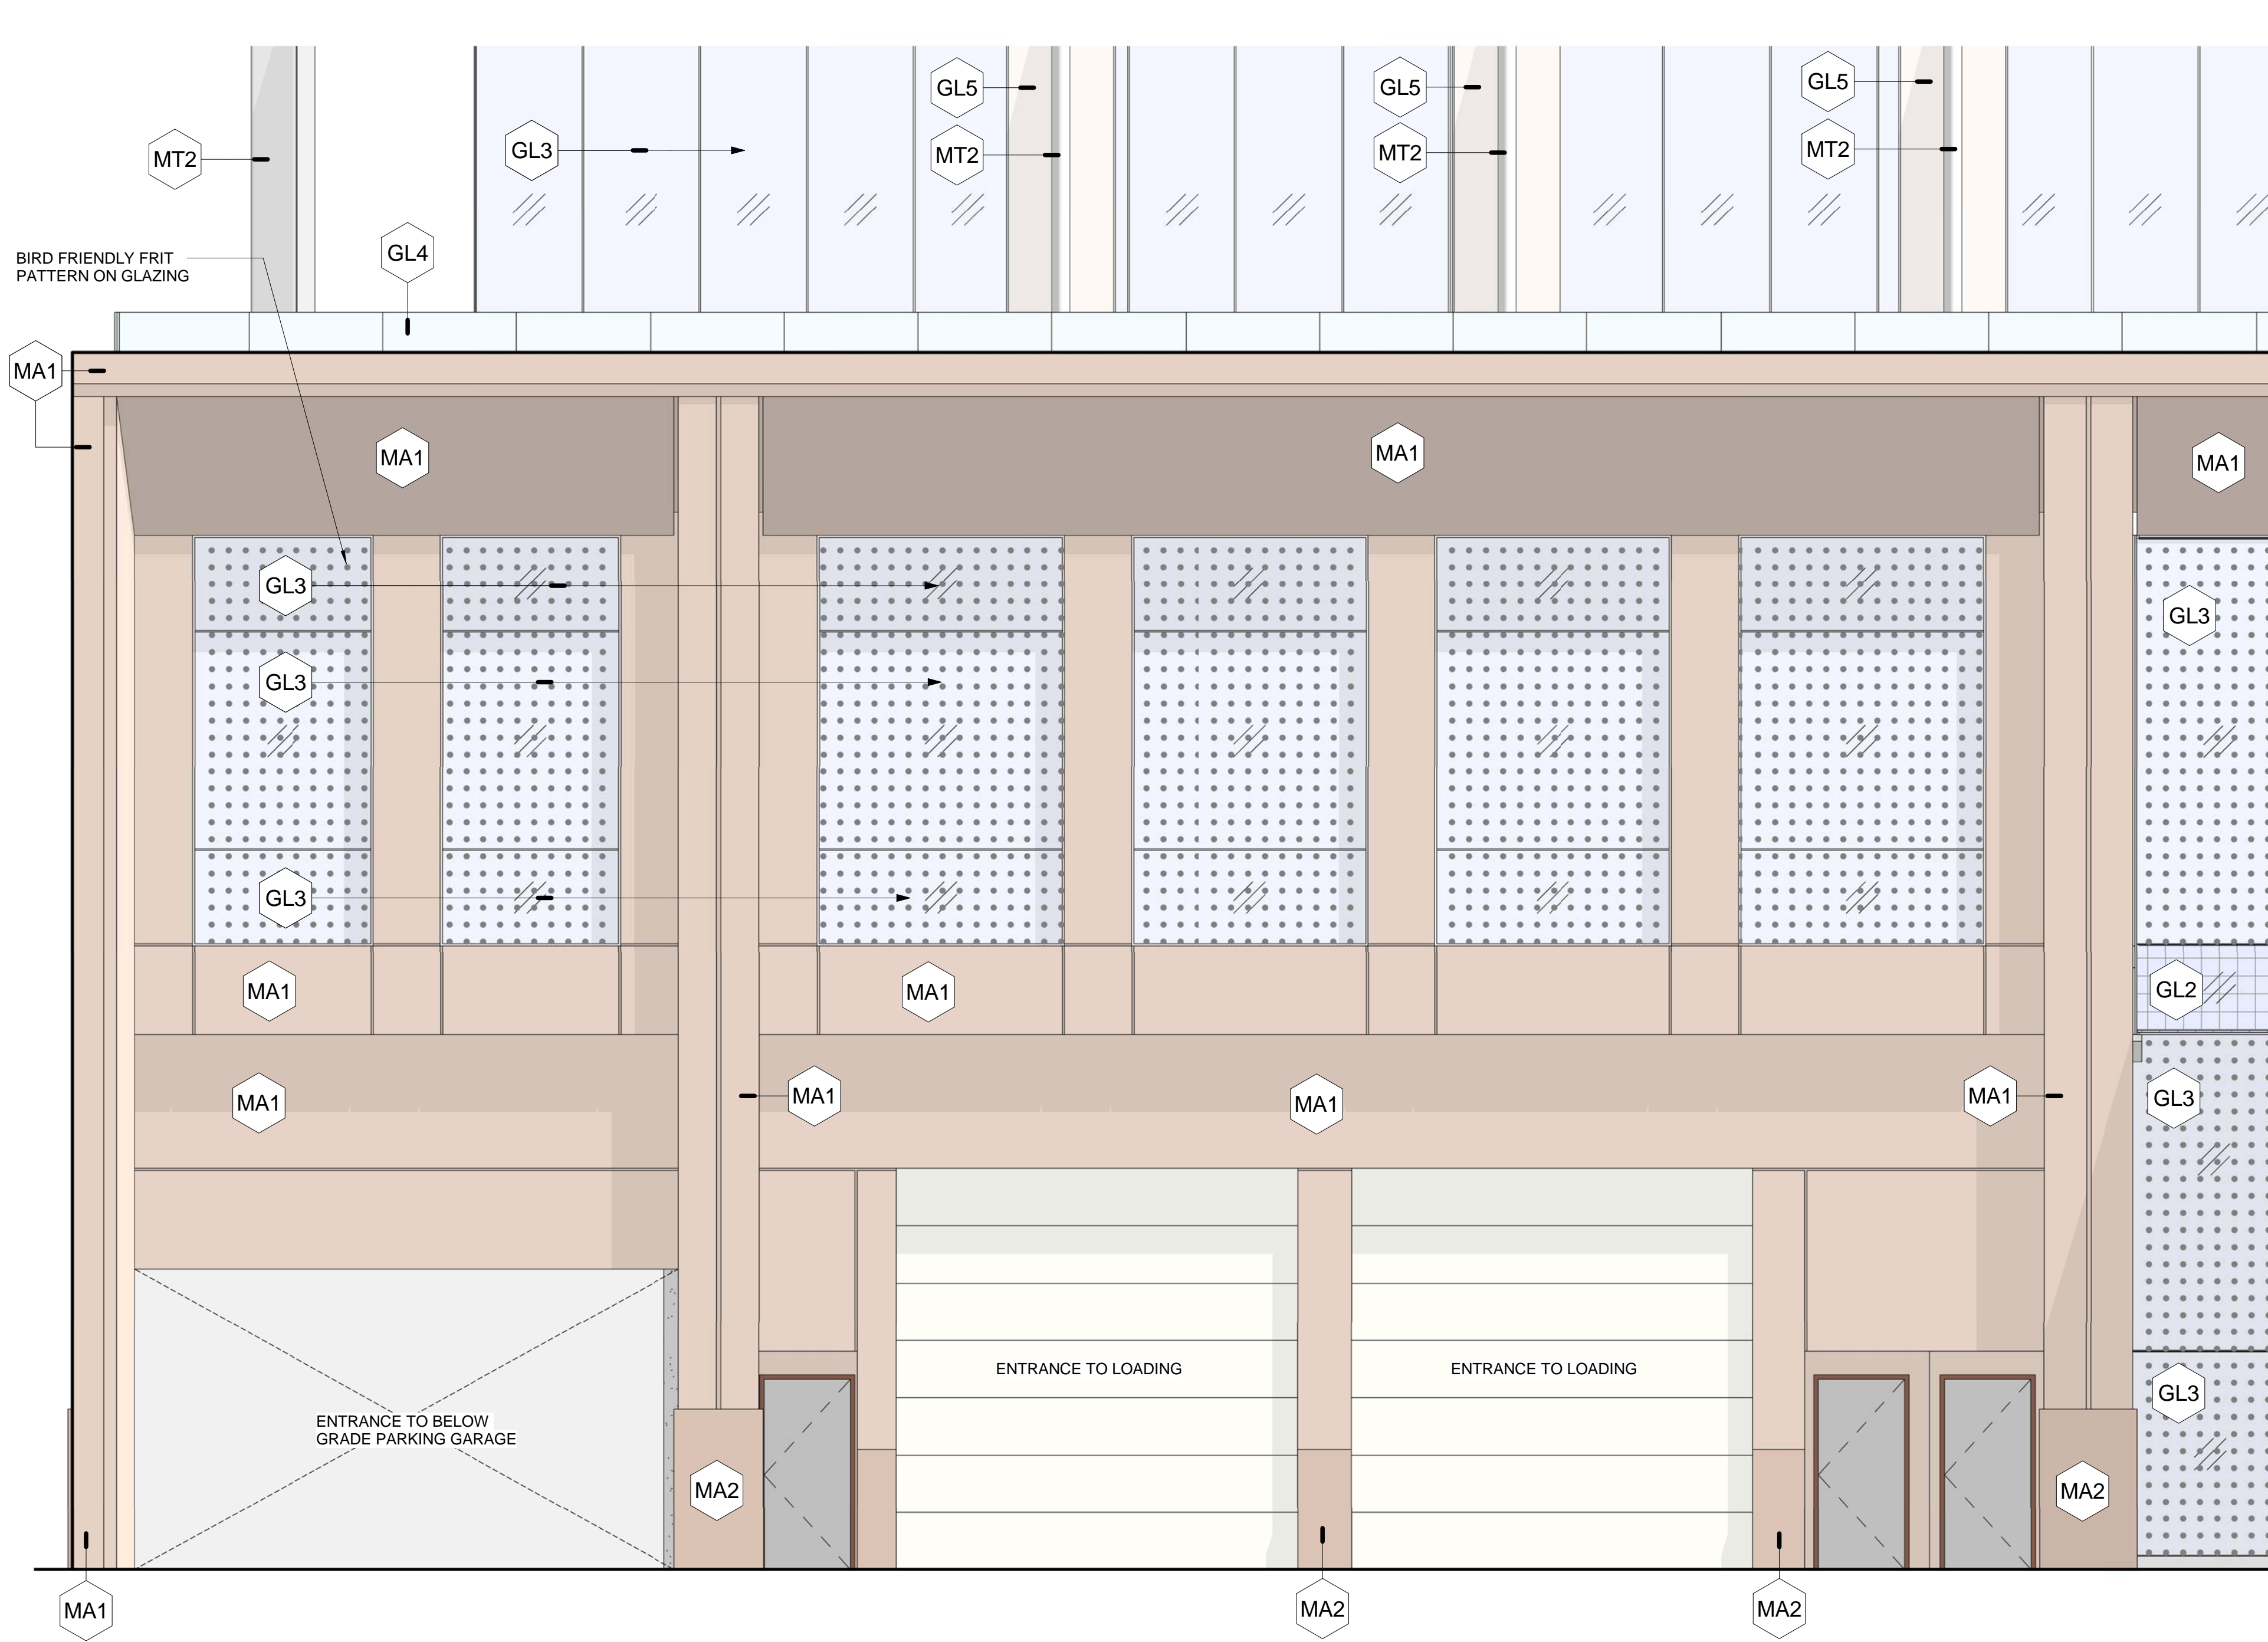 GL5
GL5
GL5
MT2
GL3
MT2
MT2
MT2
BIRD FRIENDLY FRIT
PATTERN ON GLAZING
GL4
MA1
MA1
MA1
MA1
GL3
GL3
GL3
GL3
MA1
MA1
GL2
MA1
MA1
MA1
MA1
GL3
ENTRANCE TO LOADING
ENTRANCE TO LOADING
GL3
ENTRANCE TO BELOW
GRADE PARKING GARAGE
MA2
MA2
MA1
MA2
MA2